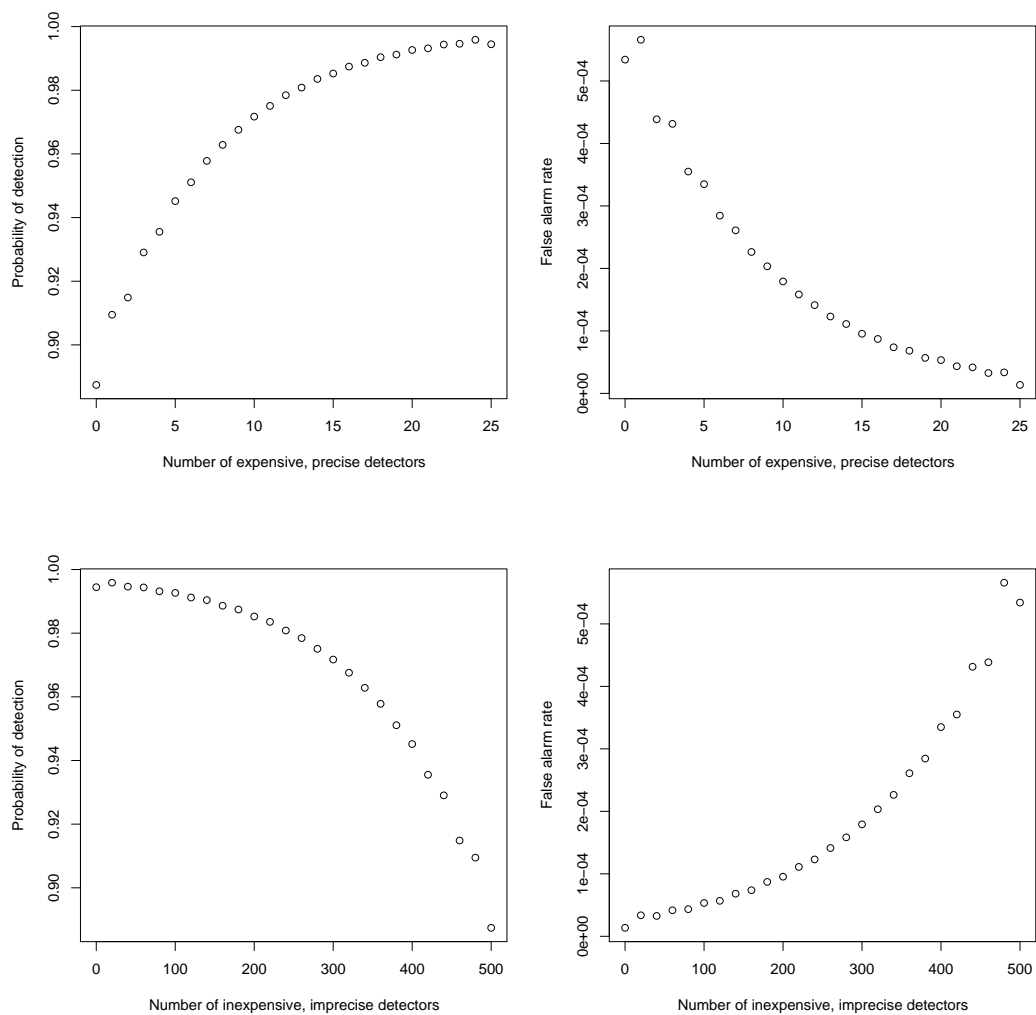 Probability of detection
0.90 0.92 0.94 0.96 0.98 1.00
0 5 10 15 20 25
Number of expensive, precise detectors
False alarm rate
0e+00 1e−04 2e−04 3e−04 4e−04 5e−04
0 5 10 15 20 25
Number of expensive, precise detectors
Probability of detection
0.90 0.92 0.94 0.96 0.98 1.00
0 100 200 300 400 500
Number of inexpensive, imprecise detectors
False alarm rate
0e+00 1e−04 2e−04 3e−04 4e−04 5e−04
0 100 200 300 400 500
Number of inexpensive, imprecise detectors